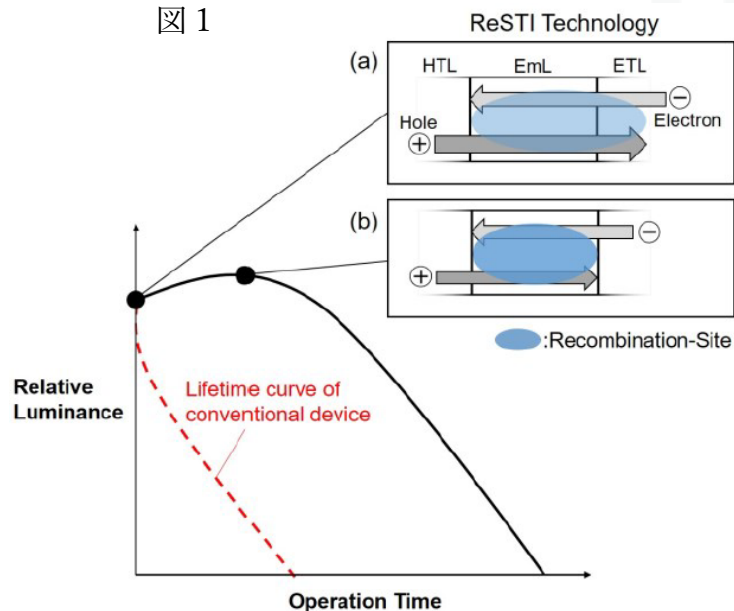 図 1
ReSTI Technology
(a)
HTL
EmL
ETL
−
Hole
Electron
+
(b)
−
+
:Recombination-Site
Relative
Luminance
Lifetime curve of
conventional device
Operation Time